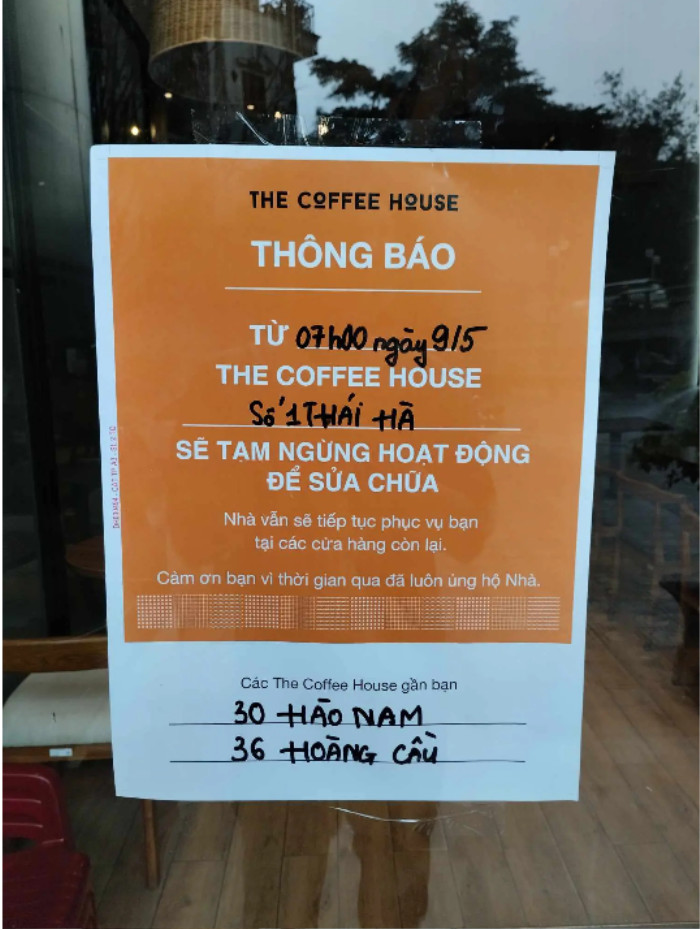 THE COFFEE HOUSE
THÔNG BÁO
TỪ 07h00 ngày 9/5
THE COFFEE HOUSE
Số 1 THÁI HÀ
SẼ TẠM NGỪNG HOẠT ĐỘNG
ĐỂ SỬA CHỮA
Nhà vẫn sẽ tiếp tục phục vụ bạn
tại các cửa hàng còn lại.
Cảm ơn bạn vì thời gian qua đã luôn ủng hộ Nhà.
Các The Coffee House gần bạn
30 HÀO NAM
36 HOÀNG CẦU